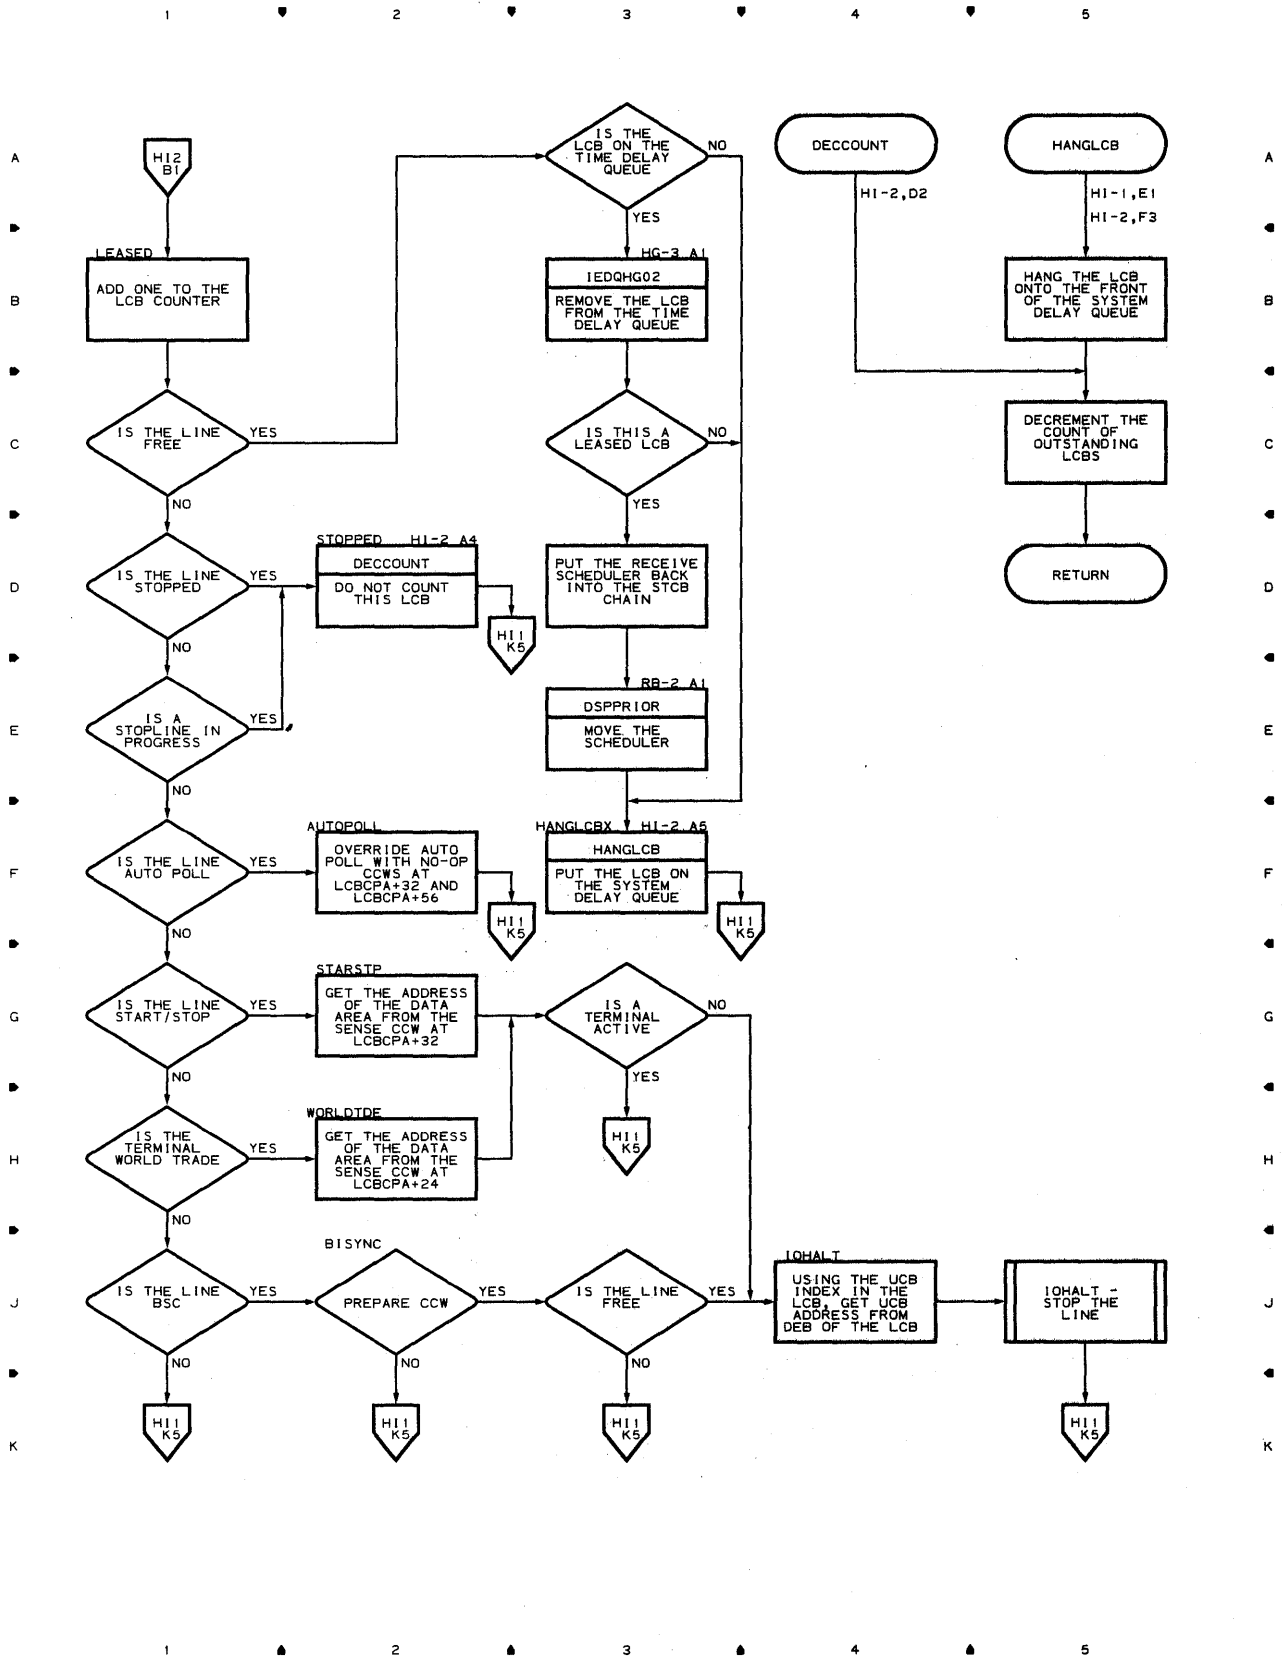 1 2 3 4 5
A
HI2
B1
IS THE
LCB ON THE
TIME DELAY
QUEUE
NO
YES
DECCOUNT
HI-2,D2
HANGLCB
HI-1,E1
HI-2,F3
A
B
LEASED
ADD ONE TO THE
LCB COUNTER
HG-3 A1
IEDQHG02
REMOVE THE LCB
FROM THE TIME
DELAY QUEUE
HANG THE LCB
ONTO THE FRONT
OF THE SYSTEM
DELAY QUEUE
B
C
IS THE LINE
FREE
YES
NO
IS THIS A
LEASED LCB
NO
YES
DECREMENT THE
COUNT OF
OUTSTANDING
LCBS
C
D
IS THE LINE
STOPPED
YES
NO
STOPPED HI-2 A4
DECCOUNT
DO NOT COUNT
THIS LCB
HI1
K5
PUT THE RECEIVE
SCHEDULER BACK
INTO THE STCB
CHAIN
RETURN
D
E
IS A
STOPLINE IN
PROGRESS
YES
NO
RB-2 A1
DSPPRIOR
MOVE THE
SCHEDULER
E
F
IS THE LINE
AUTO POLL
YES
NO
AUTOPOLL
OVERRIDE AUTO
POLL WITH NO-OP
CCWS AT
LCBCPA+32 AND
LCBCPA+56
HI1
K5
HANGLCBX HI-2 A5
HANGLCB
PUT THE LCB ON
THE SYSTEM
DELAY QUEUE
HI1
K5
F
G
IS THE LINE
START/STOP
YES
NO
STARSTP
GET THE ADDRESS
OF THE DATA
AREA FROM THE
SENSE CCW AT
LCBCPA+32
IS A
TERMINAL
ACTIVE
NO
YES
HI1
K5
G
H
IS THE
TERMINAL
WORLD TRADE
YES
NO
WORLDTDE
GET THE ADDRESS
OF THE DATA
AREA FROM THE
SENSE CCW AT
LCBCPA+24
H
J
IS THE LINE
BSC
YES
NO
BISYNC
PREPARE CCW
YES
NO
IS THE LINE
FREE
YES
NO
IOHALT
USING THE UCB
INDEX IN THE
LCB, GET UCB
ADDRESS FROM
DEB OF THE LCB
IOHALT -
STOP THE
LINE
J
K
HI1
K5
HI1
K5
HI1
K5
HI1
K5
K
1 2 3 4 5